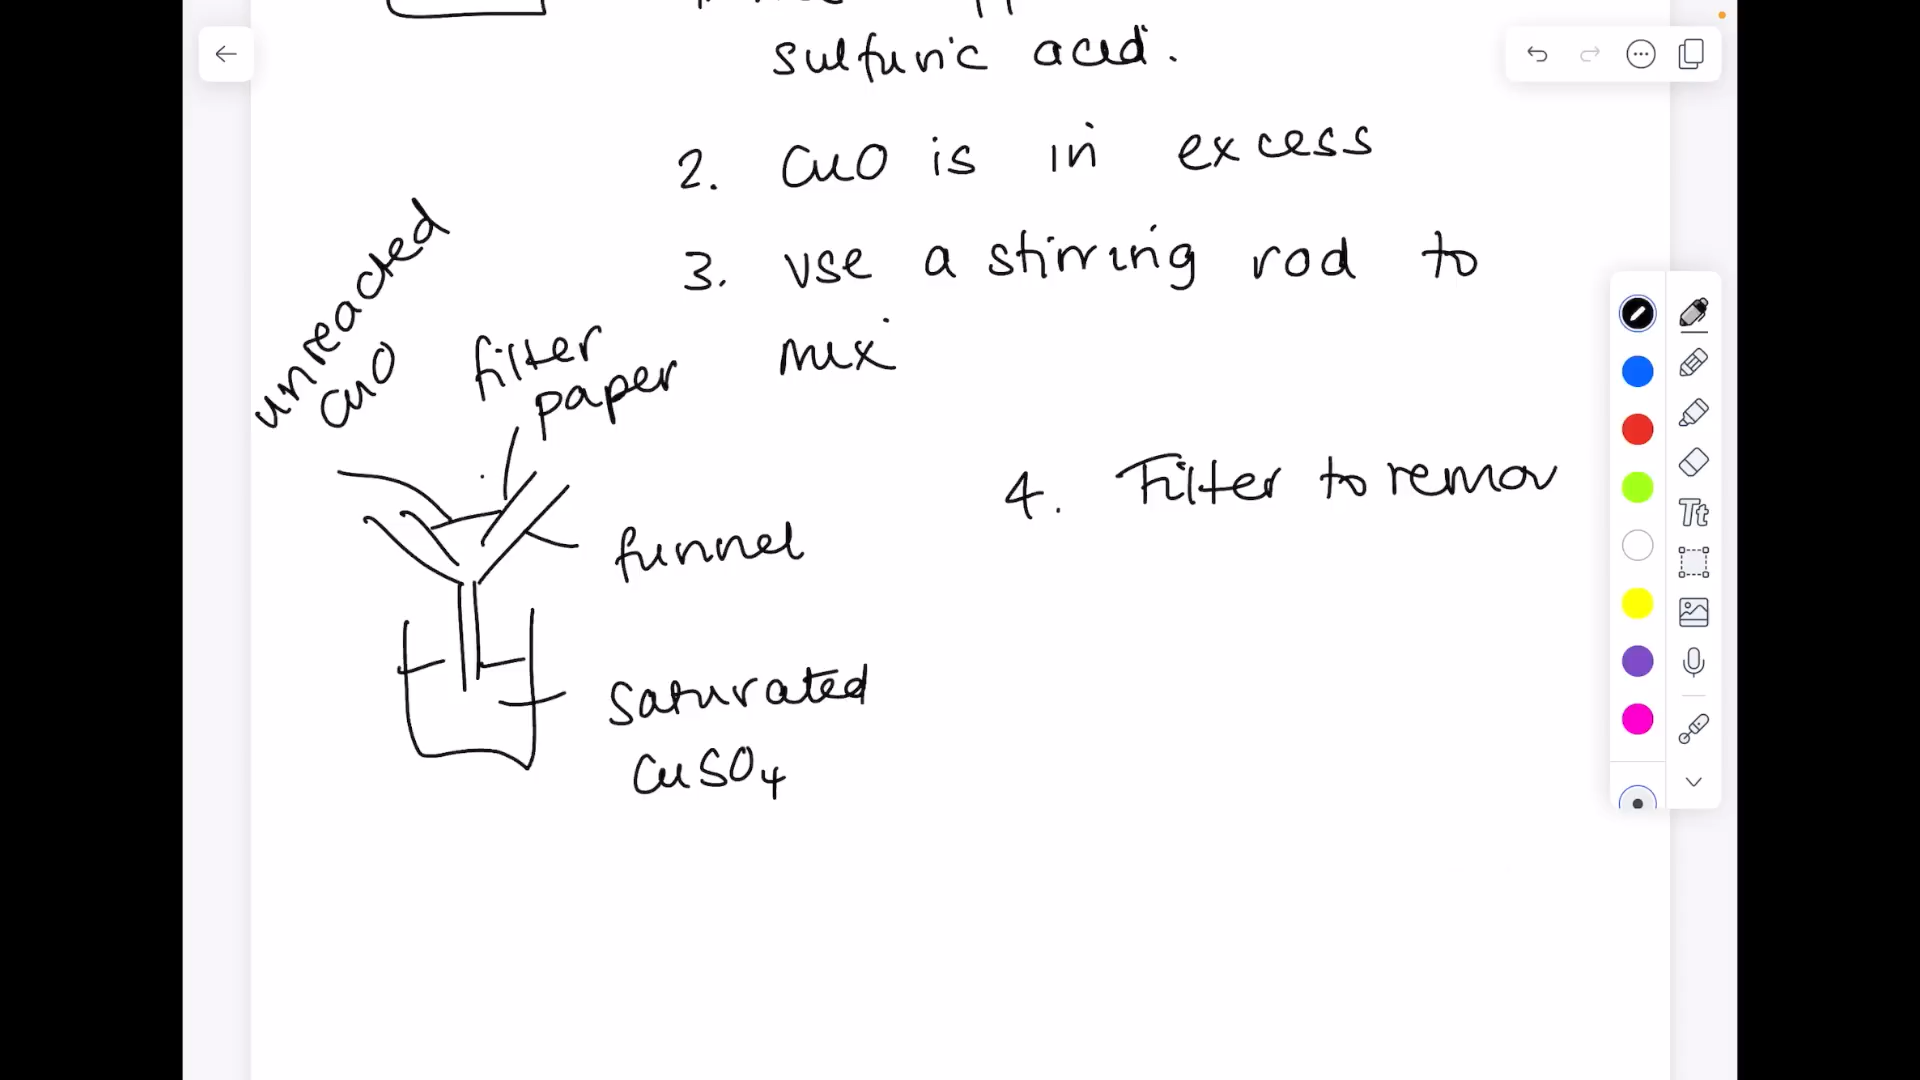 sulfuric acid.
2. CuO is in excess
3. Use a stirring rod to
mix
unreacted
CuO
filter
paper
funnel
saturated
CuSO4
4. Filter to remov
Tt